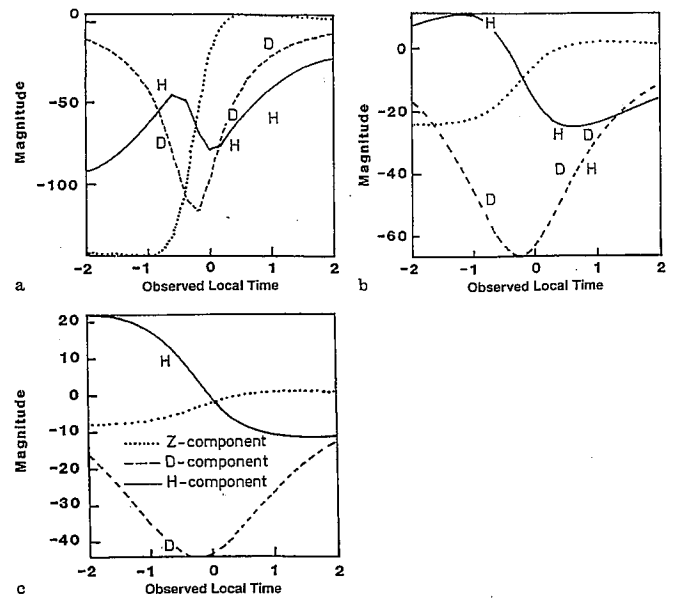 0
-50
-100
Magnitude
H
D
D
D
H
H
-2
-1
0
1
2
Observed Local Time
a
0
-20
-40
-60
Magnitude
H
H
D
D
H
D
-2
-1
0
1
2
Observed Local Time
b
20
10
0
-10
-20
-30
-40
Magnitude
H
Z-component
D-component
H-component
D
-2
-1
0
1
2
Observed Local Time
c